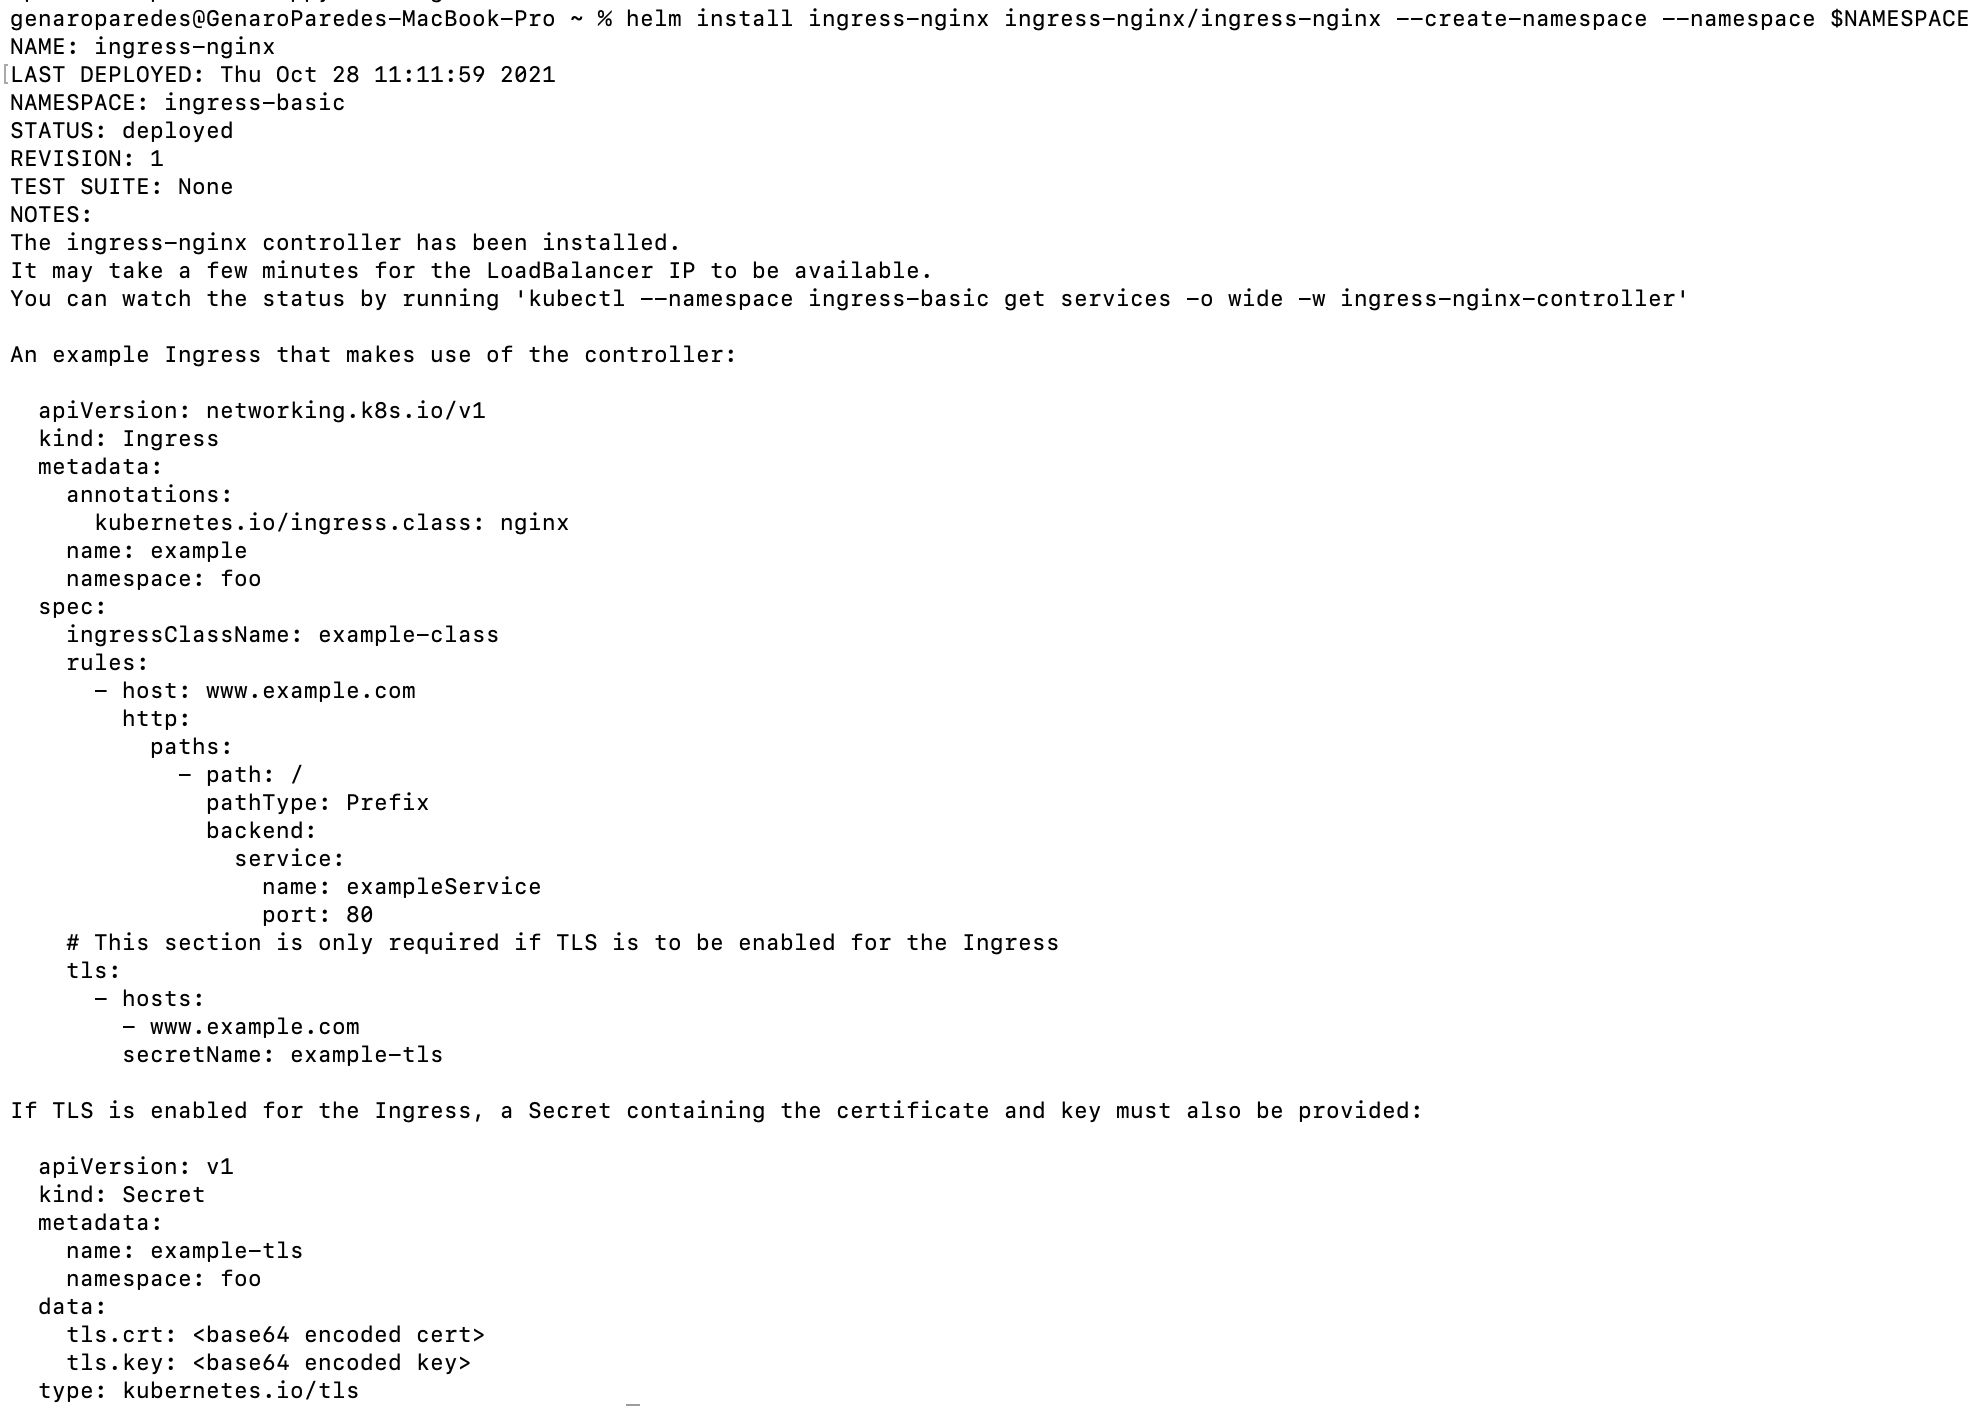 genaroparedes@GenaroParedes-MacBook-Pro ~ % helm install ingress-nginx ingress-nginx/ingress-nginx --create-namespace --namespace $NAMESPACE
NAME: ingress-nginx
[LAST DEPLOYED: Thu Oct 28 11:11:59 2021
NAMESPACE: ingress-basic
STATUS: deployed
REVISION: 1
TEST SUITE: None
NOTES:
The ingress-nginx controller has been installed.
It may take a few minutes for the LoadBalancer IP to be available.
You can watch the status by running 'kubectl --namespace ingress-basic get services -o wide -w ingress-nginx-controller'

An example Ingress that makes use of the controller:

  apiVersion: networking.k8s.io/v1
  kind: Ingress
  metadata:
    annotations:
      kubernetes.io/ingress.class: nginx
    name: example
    namespace: foo
  spec:
    ingressClassName: example-class
    rules:
      - host: www.example.com
        http:
          paths:
            - path: /
              pathType: Prefix
              backend:
                service:
                  name: exampleService
                  port: 80
    # This section is only required if TLS is to be enabled for the Ingress
    tls:
      - hosts:
        - www.example.com
        secretName: example-tls

If TLS is enabled for the Ingress, a Secret containing the certificate and key must also be provided:

  apiVersion: v1
  kind: Secret
  metadata:
    name: example-tls
    namespace: foo
  data:
    tls.crt: <base64 encoded cert>
    tls.key: <base64 encoded key>
  type: kubernetes.io/tls